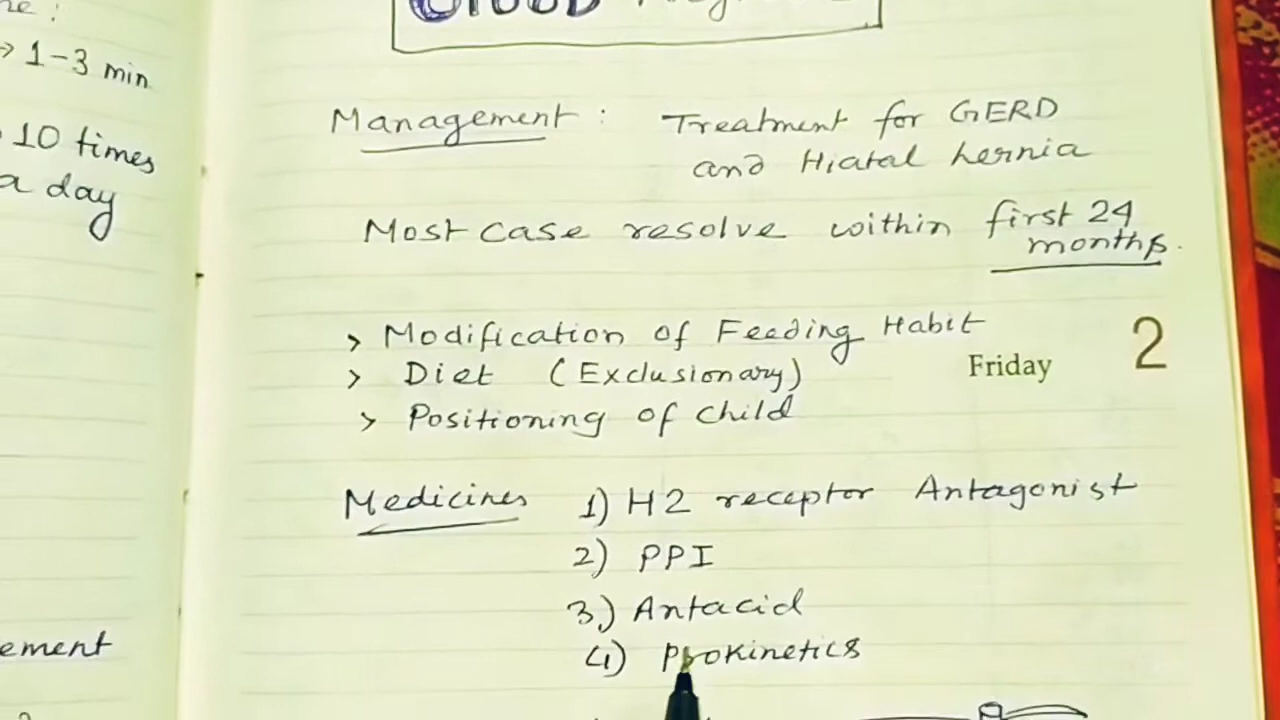 → 1-3 min
10 times
a day
Management : Treatment for GERD
and Hiatal hernia
Most case resolve within first 24
months.
> Modification of Feeding Habit
Friday 2
> Diet (Exclusionary)
> Positioning of child
Medicines 1) H2 receptor Antagonist
2) PPI
3) Antacid
4) Prokinetics